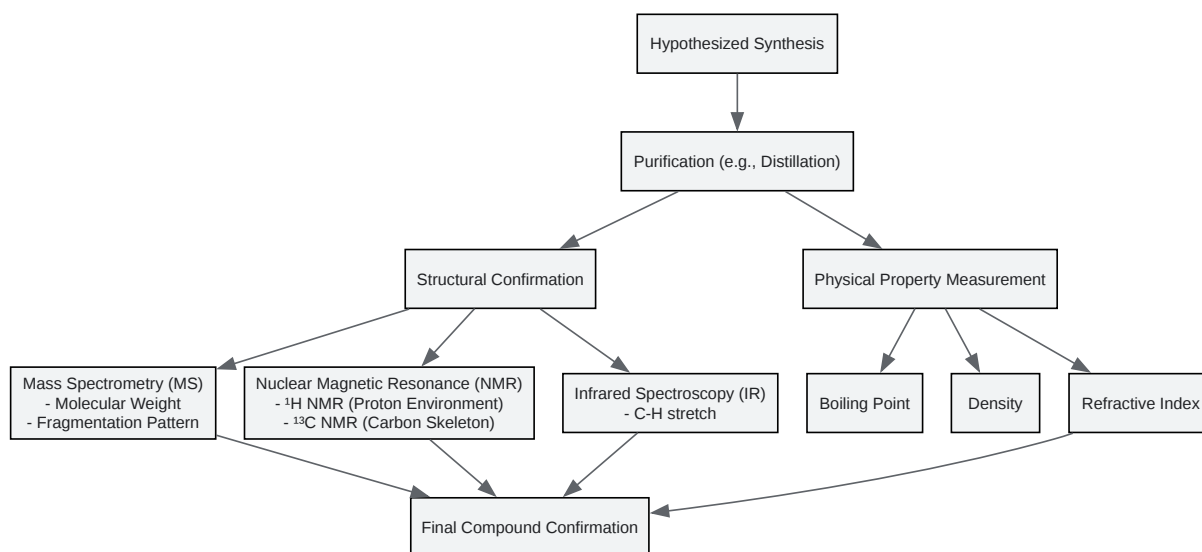 Hypothesized Synthesis
Purification (e.g., Distillation)
Structural Confirmation
Physical Property Measurement
Mass Spectrometry (MS)
- Molecular Weight
- Fragmentation Pattern
Nuclear Magnetic Resonance (NMR)
- ¹H NMR (Proton Environment)
- ¹³C NMR (Carbon Skeleton)
Infrared Spectroscopy (IR)
- C-H stretch
Boiling Point
Density
Refractive Index
Final Compound Confirmation